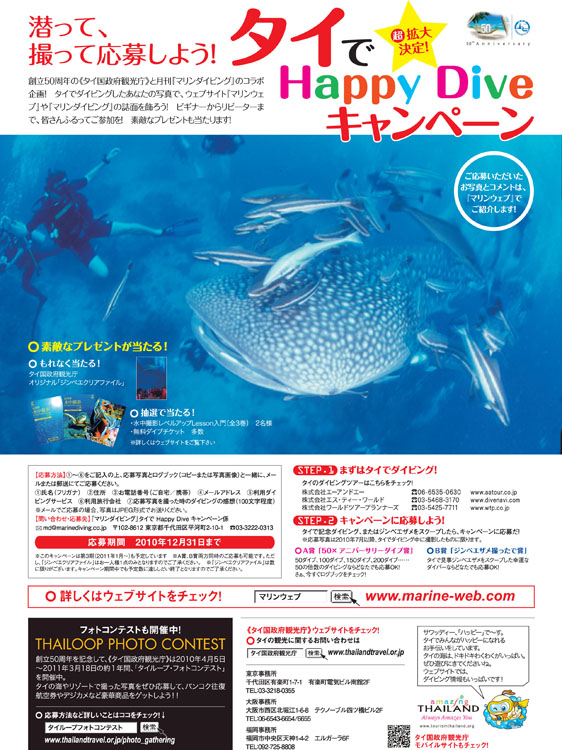 潜って、
撮って応募しよう!
タイで
Happy Dive
キャンペーン
超拡大
決定!
50
50th Anniversary
創立50周年の《タイ国政府観光庁》と月刊『マリンダイビング』のコラボ
企画! タイでダイビングしたあなたの写真で、ウェブサイト『マリンウェ
ブ』や『マリンダイビング』の誌面を飾ろう! ビギナーからリピーターま
で、皆さんふるってご参加を! 素敵なプレゼントも当たります!
ご応募いただいた
お写真とコメントは、
『マリンウェブ』で
ご紹介します!
素敵なプレゼントが当たる!
もれなく当たる!
タイ国政府観光庁
オリジナル「ジンベエクリアファイル」
抽選で当たる!
・水中撮影レベルアップLesson入門(全3巻) 2名様
・無料ダイブチケット 多数
※詳しくはウェブサイトをご覧下さい
【応募方法】①~⑥をご記入の上、応募写真とログブック(コピーまたは写真画像)と一緒に、メー
ルまたは郵送にてご応募ください。
①氏名(フリガナ) ②住所 ③お電話番号(ご自宅/携帯) ④メールアドレス ⑤利用ダイ
ビングサービス ⑥利用旅行会社 ⑦応募写真を撮った時のダイビングの感想(100文字程度)
※メールでご応募の場合、写真はJPEG形式でお送りください。
【問い合わせ・応募先】「マリンダイビング」タイで Happy Dive キャンペーン係
✉md@marinediving.co.jp 〒102-8612 東京都千代田区平河町2-10-1 ☎03-3222-0313
応募期間 2010年12月31日まで
※このキャンペーンは第3期(2011年1月~)も予定しています ※A賞、B賞両方同時のご応募も可能です。ただ
し、「ジンベエクリアファイル」はお一人様1点のみとなりますのでご了承ください。 ※「ジンベエクリアファイル」は数
に限りがございます。キャンペーン期間中でも予定数に達し次第終了となりますのでご了承ください。
STEP-1 まずはタイでダイビング!
タイのダイビングツアーはこちらをチェック!
株式会社エーアンドエー ☎06-6535-0630 www.aatour.co.jp
株式会社エス・ティー・ワールド ☎03-5468-3170 www.divenavi.com
株式会社ワールドツアープランナーズ ☎03-5425-7711 www.wtp.co.jp
STEP-2 キャンペーンに応募しよう!
タイで記念ダイビング、またはジンベエザメをスクープしたら、キャンペーンに応募だ!
※応募写真は2010年7月以降、タイでダイビング中に撮影したものに限ります。
A賞「50× アニバーサリーダイブ賞」
50ダイブ、100ダイブ、150ダイブ、200ダイブ……
50の倍数のダイビングならどなたでも応募OK!
さぁ、今すぐログブックをチェック!
B賞「ジンベエザメ撮ったで賞」
タイで見事ジンベエザメをスクープした幸運な
ダイバーならどなたでも応募OK!
詳しくはウェブサイトをチェック!
マリンウェブ 検索
www.marine-web.com
フォトコンテストも開催中!
THAILOOP PHOTO CONTEST
創立50周年を記念して、《タイ国政府観光庁》は2010年4月5日
~2011年3月18日の約1年間、「タイループ・フォトコンテスト」
を開催中。
タイの海やリゾートで撮った写真をぜひ応募して、バンコク往復
航空券やデジカメなど豪華商品をゲットしよう!!
応募方法など詳しいことはココをチェック!↓
タイループフォトコンテスト 検索
www.thailandtravel.or.jp/photo_gathering
《タイ国政府観光庁》ウェブサイトをチェック!
タイの観光に関するお問い合わせは
タイ国政府観光庁 検索 www.thailandtravel.or.jp
東京事務所
千代田区有楽町1-7-1 有楽町電気ビル南館2F
TEL:03-3218-0355
大阪事務所
大阪市西区北堀江1-6-8 テクノーブル四ツ橋ビル2F
TEL:06-6543-6654/6655
福岡事務所
福岡市中央区天神1-4-2 エルガーラ6F
TEL:092-725-8808
サワッディー、「ハッピー」で~す。
タイでみんながハッピーになれる
お手伝いをしています。
タイの海は、ドキドキわくわくがいっぱい。
ぜひ遊びにきてくださいね。
ウェブサイトでは、
ダイビング情報もいっぱいです!
amazing
THAILAND
Always Amazes You
www.tourismthailand.org
タイ国政府観光庁
モバイルサイトもチェック!